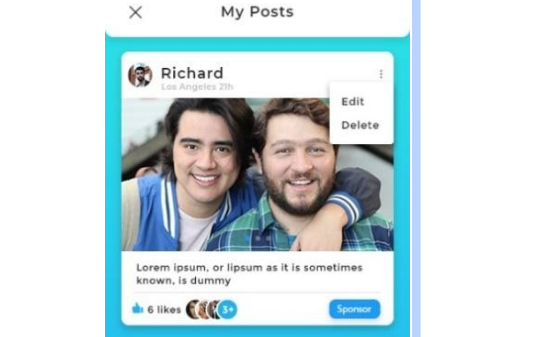 My Posts
Richard
Los Angeles 21h
Edit
Delete
Lorem ipsum, or lipsum as it is sometimes
known, is dummy
6 likes 3+ Sponsor